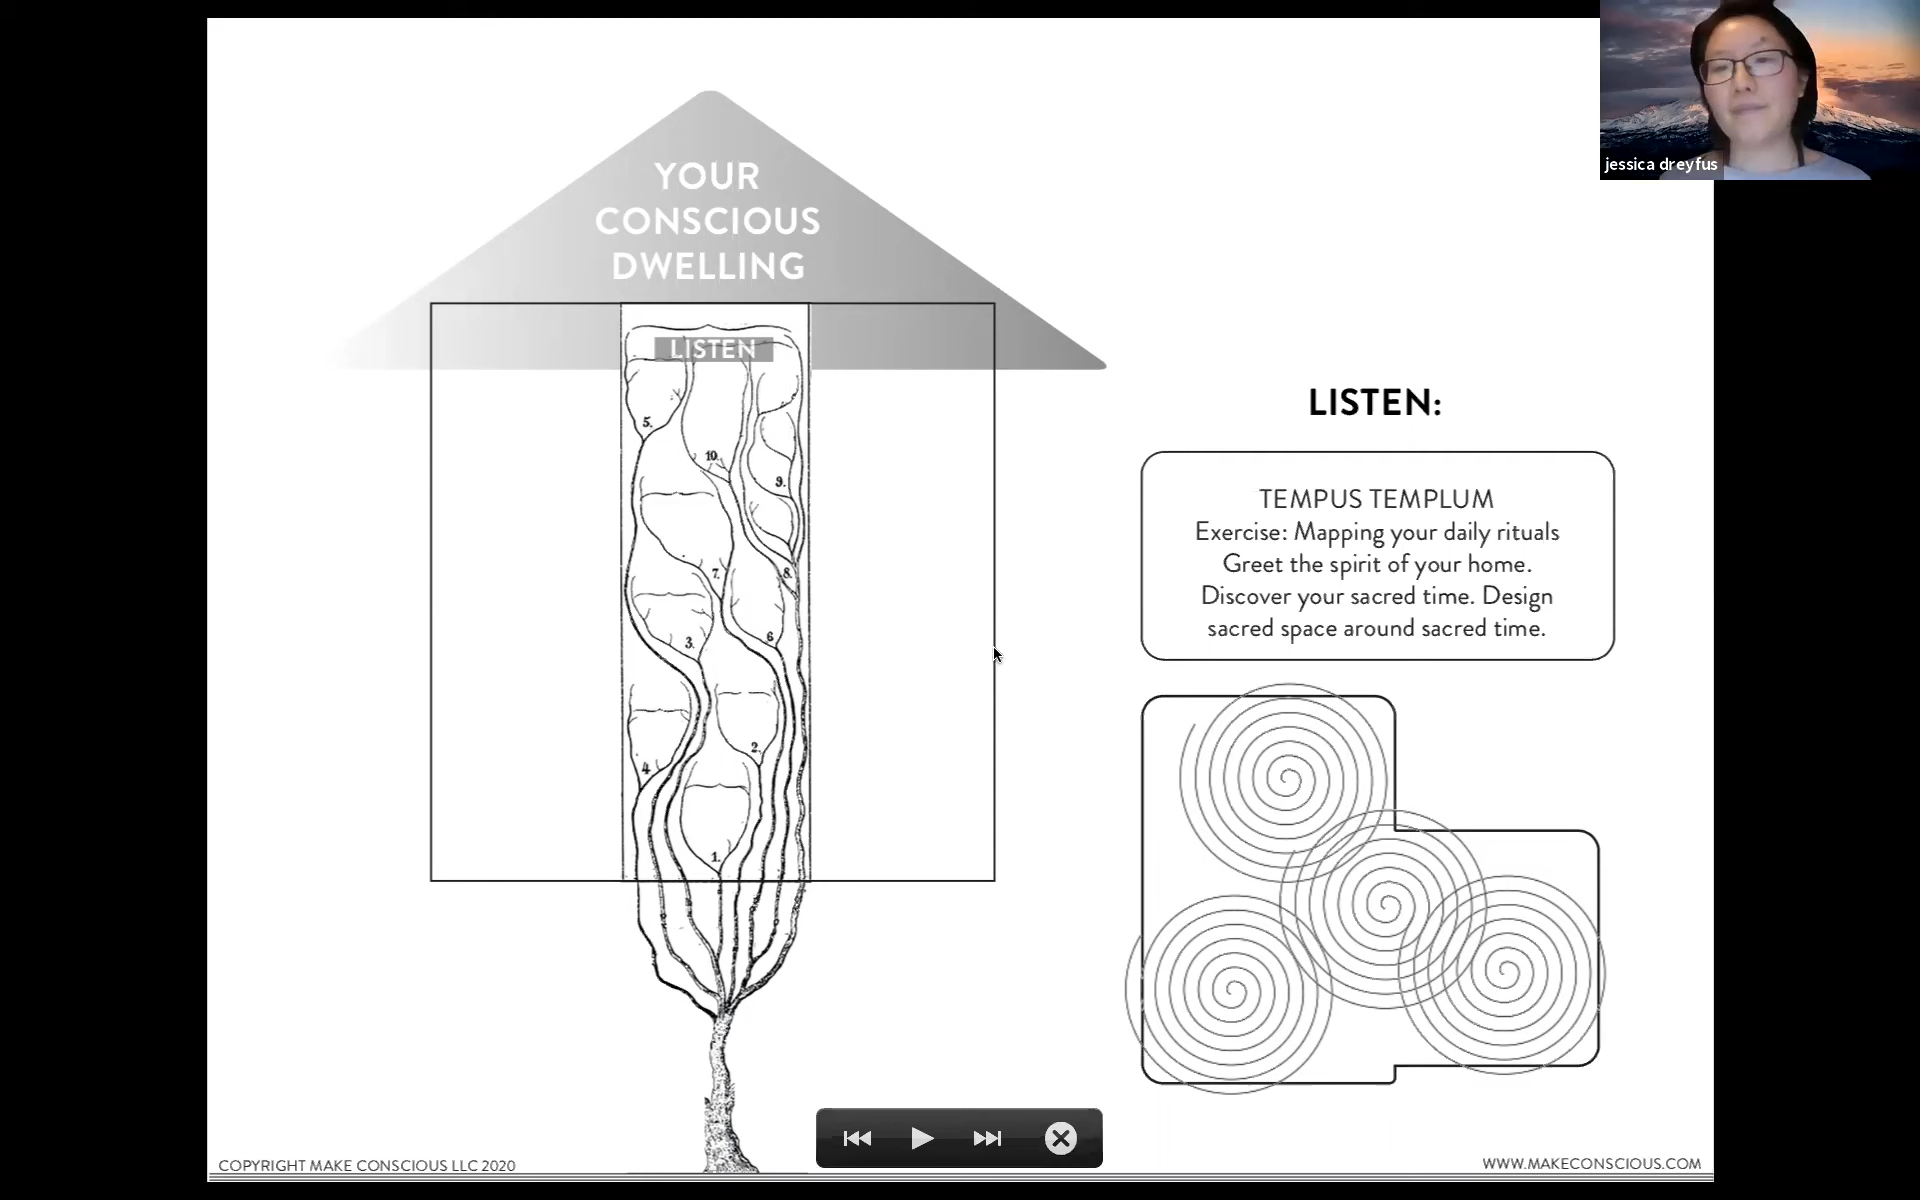 YOUR
CONSCIOUS
DWELLING
LISTEN
5.
10.
9.
7.
8.
3.
6
4
2.
1.
LISTEN:
TEMPUS TEMPLUM
Exercise: Mapping your daily rituals
Greet the spirit of your home.
Discover your sacred time. Design
sacred space around sacred time.
jessica dreyfus
COPYRIGHT MAKE CONSCIOUS LLC 2020
WWW.MAKECONSCIOUS.COM